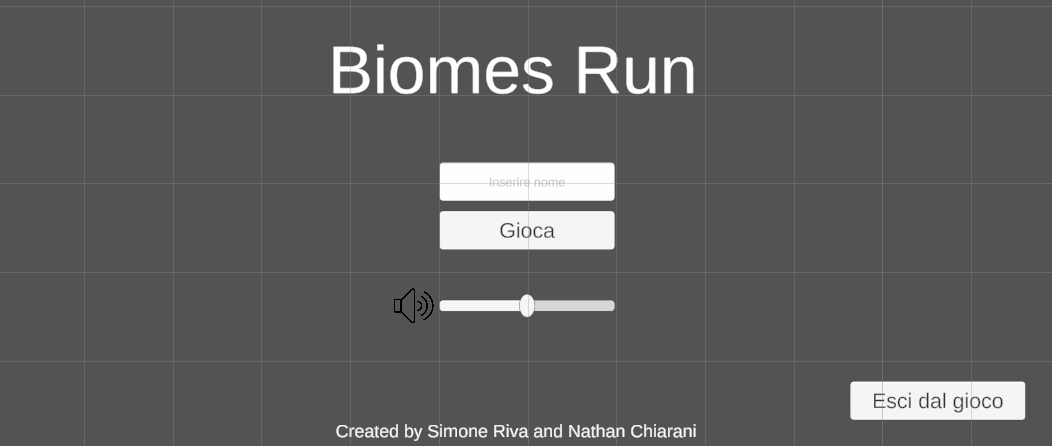 Biomes Run
Inserire nome
Gioca
Esci dal gioco
Created by Simone Riva and Nathan Chiarani